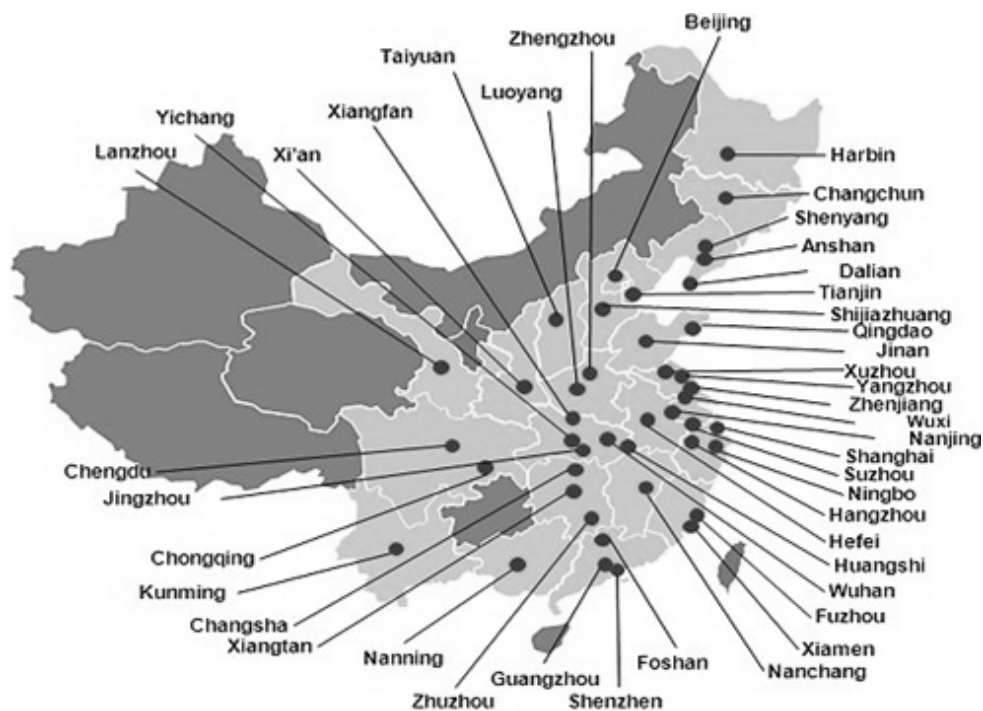 Beijing
Zhengzhou
Taiyuan
Luoyang
Xiangfan
Yichang
Xi'an
Lanzhou
Harbin
Changchun
Shenyang
Anshan
Dalian
Tianjin
Shijiazhuang
Qingdao
Jinan
Xuzhou
Yangzhou
Zhenjiang
Wuxi
Nanjing
Shanghai
Suzhou
Ningbo
Hangzhou
Hefei
Huangshi
Wuhan
Fuzhou
Xiamen
Nanchang
Foshan
Shenzhen
Guangzhou
Zhuzhou
Nanning
Xiangtan
Changsha
Kunming
Chongqing
Jingzhou
Chengdu